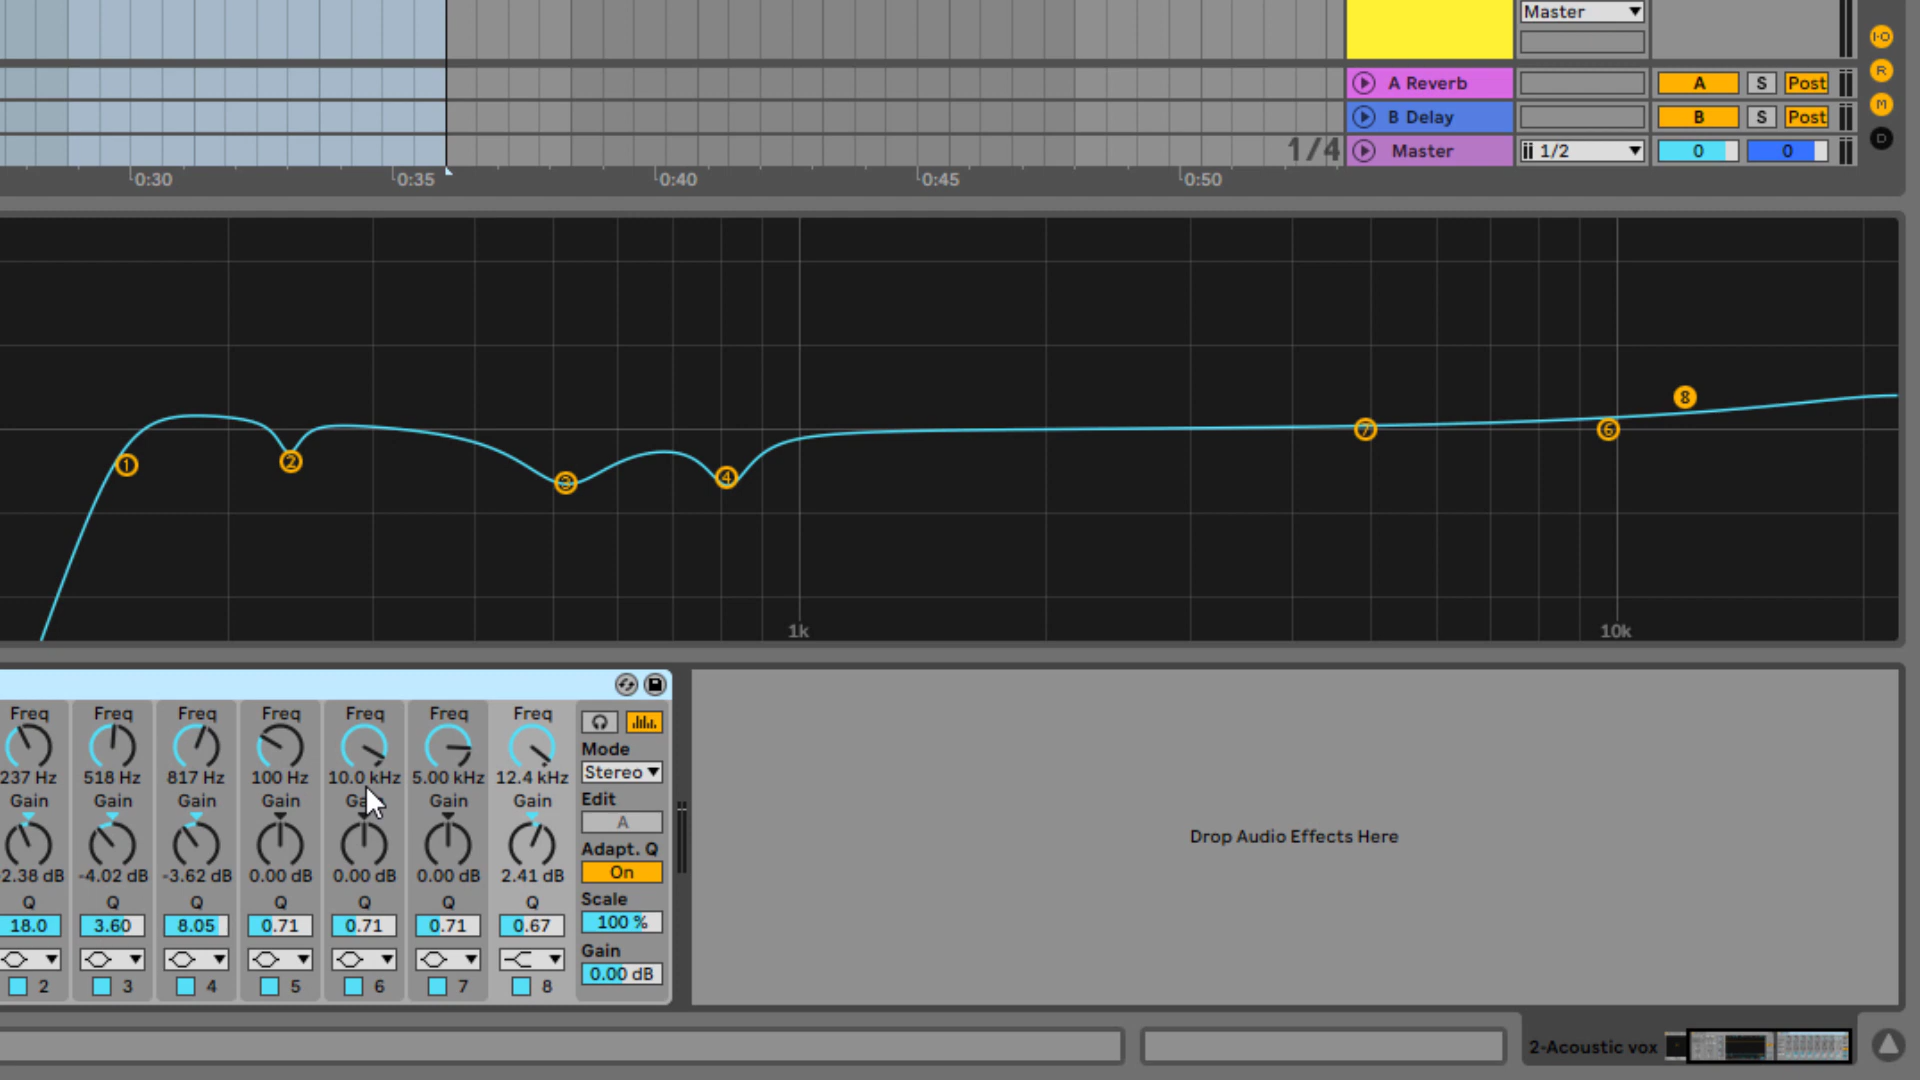 Master
A Reverb A S Post
B Delay B S Post
1/4 Master 1/2 0 0
I·O
R
M
D
0:30 0:35 0:40 0:45 0:50
1 2 3 4 7 6 8
1k 10k
Freq Freq Freq Freq Freq Freq Freq
237 Hz 518 Hz 817 Hz 100 Hz 10.0 kHz 5.00 kHz 12.4 kHz
Gain Gain Gain Gain Gain Gain
2.38 dB -4.02 dB -3.62 dB 0.00 dB 0.00 dB 0.00 dB 2.41 dB
Q Q Q Q Q Q Q
18.0 3.60 8.05 0.71 0.71 0.71 0.67
2 3 4 5 6 7 8
Mode
Stereo
Edit
A
Adapt. Q
On
Scale
100 %
Gain
0.00 dB
Drop Audio Effects Here
2-Acoustic vox